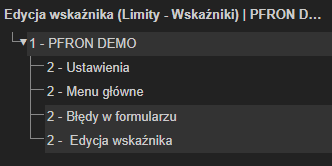 Edycja wskaźnika (Limity - Wskaźniki) | PFRON D...
1 - PFRON DEMO
2 - Ustawienia
2 - Menu główne
2 - Błędy w formularzu
2 - Edycja wskaźnika